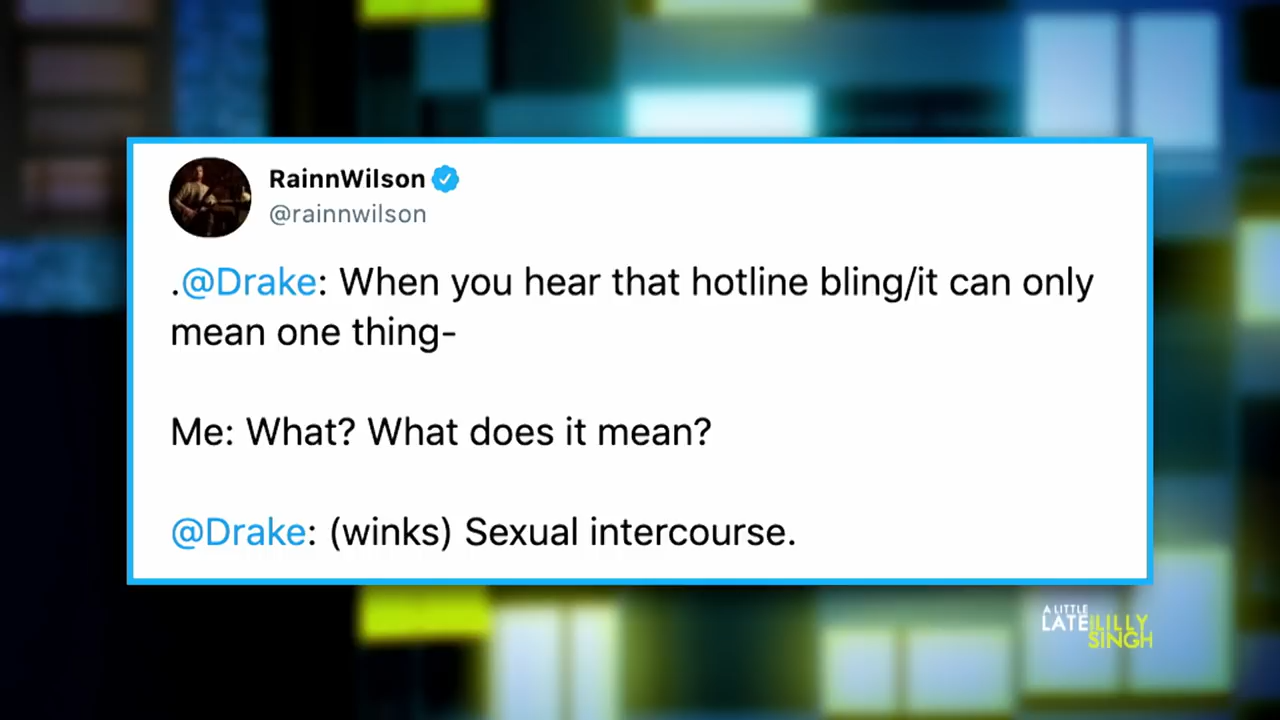 RainnWilson
@rainnwilson
.@Drake: When you hear that hotline bling/it can only
mean one thing-
Me: What? What does it mean?
@Drake: (winks) Sexual intercourse.
A LITTLE
LATE LILLY
SINGH